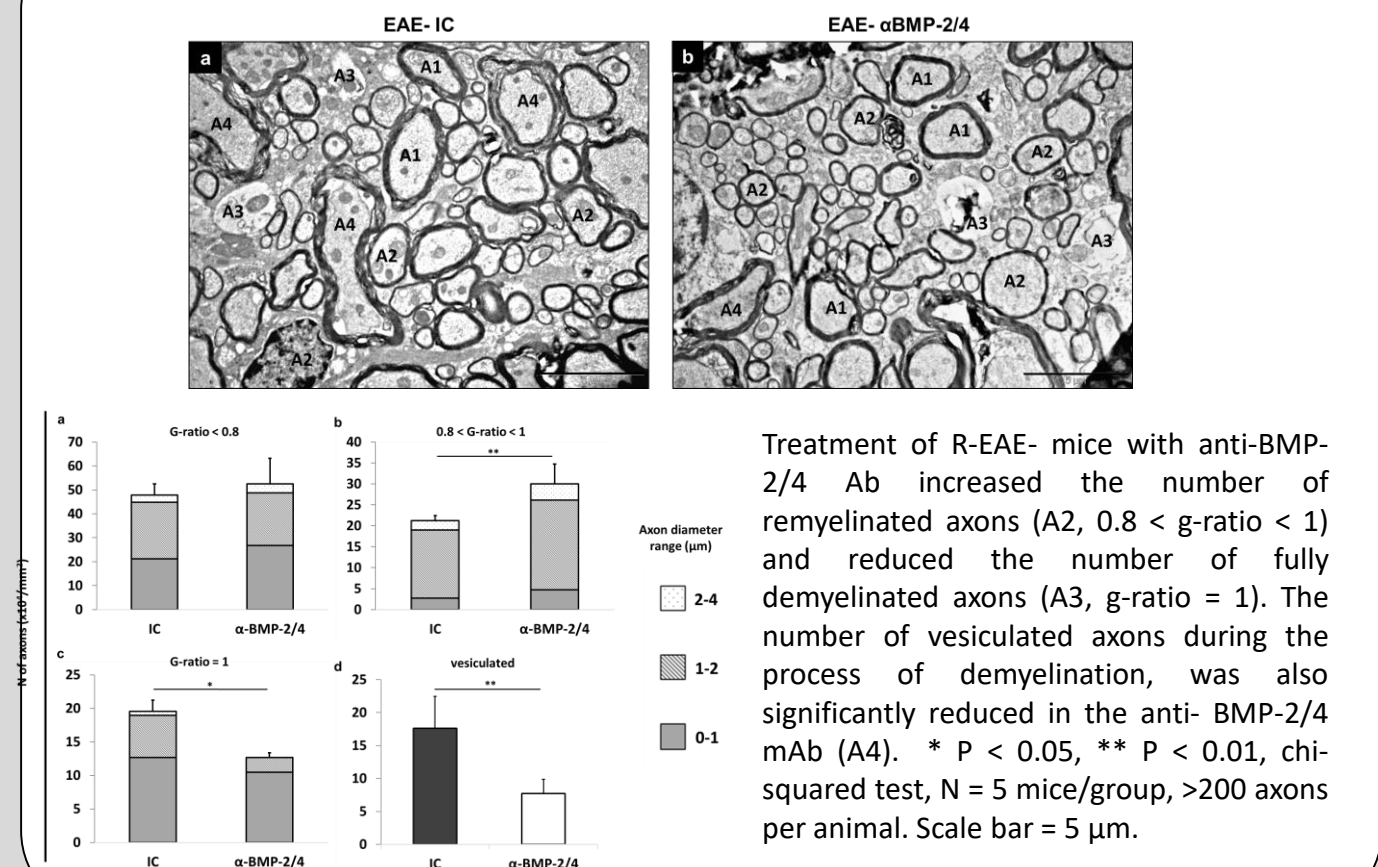 EAE- IC
EAE- αBMP-2/4
a
A3
A1
A4
A4
A1
A3
A4
A2
A2
A2
b
A1
A2
A1
A2
A2
A3
A3
A2
A4
A1
N of axons (x10⁴/mm²)
a
G-ratio < 0.8
70
60
50
40
30
20
10
0
IC
α-BMP-2/4
b
0.8 < G-ratio < 1
**
40
35
30
25
20
15
10
5
0
IC
α-BMP-2/4
c
G-ratio = 1
*
25
20
15
10
5
0
IC
α-BMP-2/4
d
vesiculated
**
25
20
15
10
5
0
IC
α-BMP-2/4
Axon diameter
range (μm)
2-4
1-2
0-1
Treatment of R-EAE- mice with anti-BMP-
2/4 Ab increased the number of
remyelinated axons (A2, 0.8 < g-ratio < 1)
and reduced the number of fully
demyelinated axons (A3, g-ratio = 1). The
number of vesiculated axons during the
process of demyelination, was also
significantly reduced in the anti- BMP-2/4
mAb (A4). * P < 0.05, ** P < 0.01, chi-
squared test, N = 5 mice/group, >200 axons
per animal. Scale bar = 5 μm.